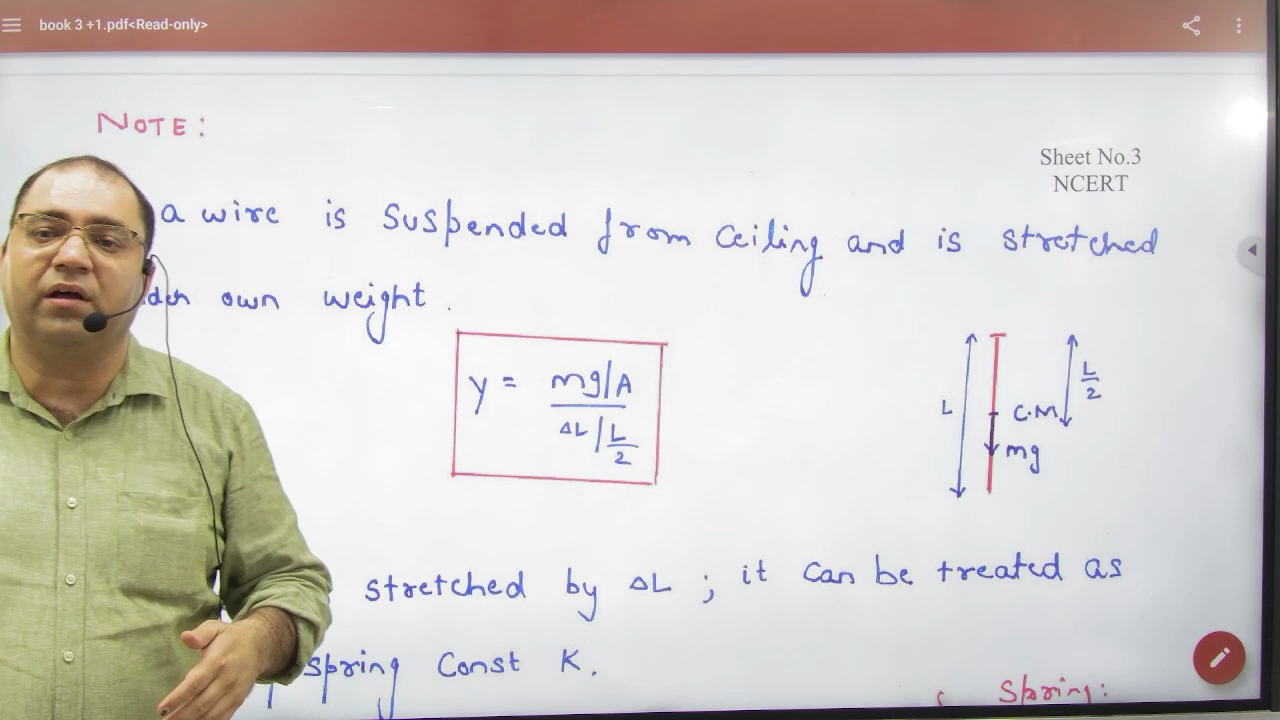 book 3 +1.pdf<Read-only>
NOTE:
Sheet No.3
NCERT
a wire is suspended from ceiling and is stretched
own weight.
Y = mg/A
ΔL/L/2
L
L/2
C.M
mg
stretched by ΔL ; it can be treated as
spring Const K.
Spring: